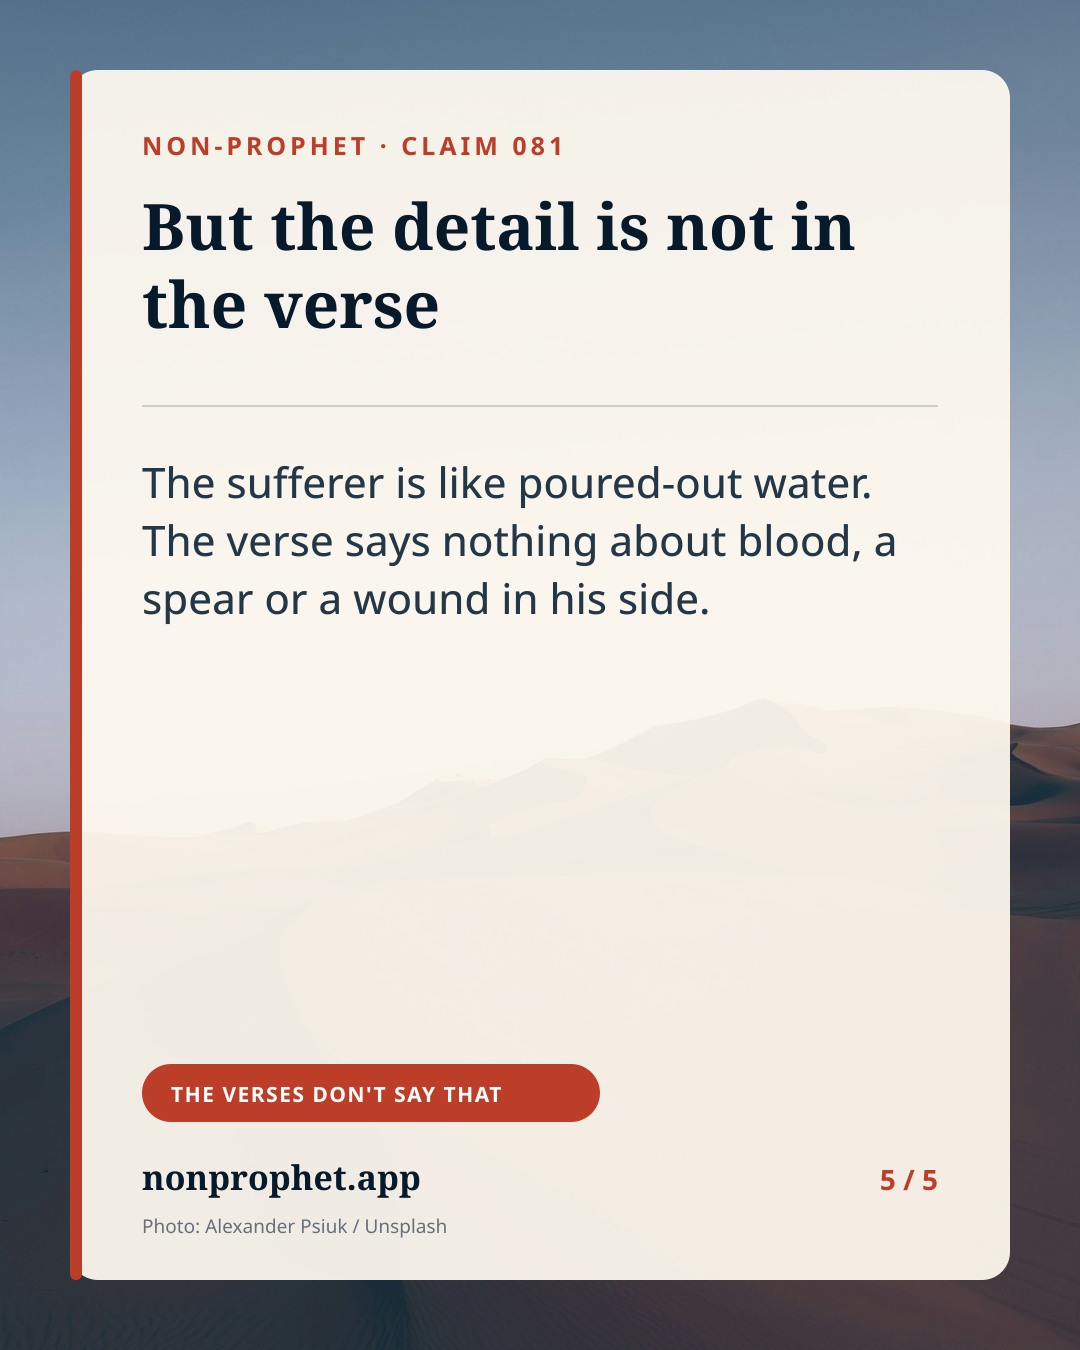 NON-PROPHET · CLAIM 081
But the detail is not in
the verse
The sufferer is like poured-out water.
The verse says nothing about blood, a
spear or a wound in his side.
THE VERSES DON'T SAY THAT
nonprophet.app
5 / 5
Photo: Alexander Psiuk / Unsplash